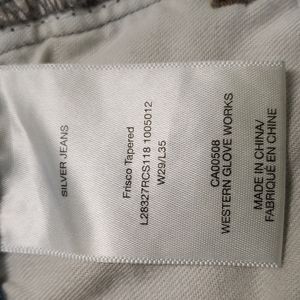 SILVER JEANS
Frisco Tapered
L28327RCS118 1005012
W29/L35
CA00508
WESTERN GLOVE WORKS
MADE IN CHINA/
FABRIQUÉ EN CHINE